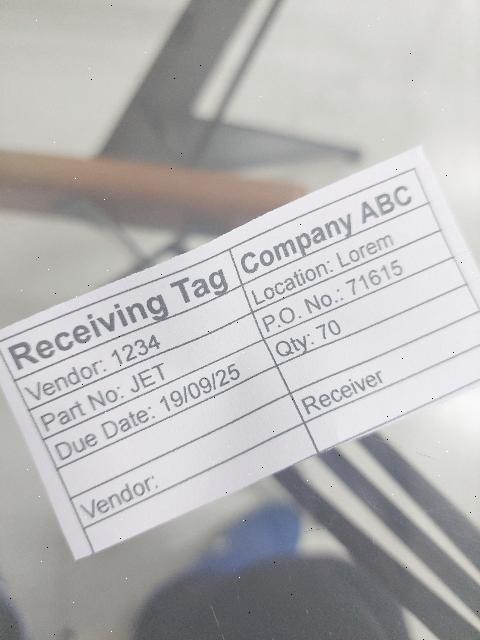 Receiving Tag Company ABC
Vendor: 1234 Location: Lorem
Part No: JET P.O. No.: 71615
Due Date: 19/09/25 Qty: 70
Vendor: Receiver